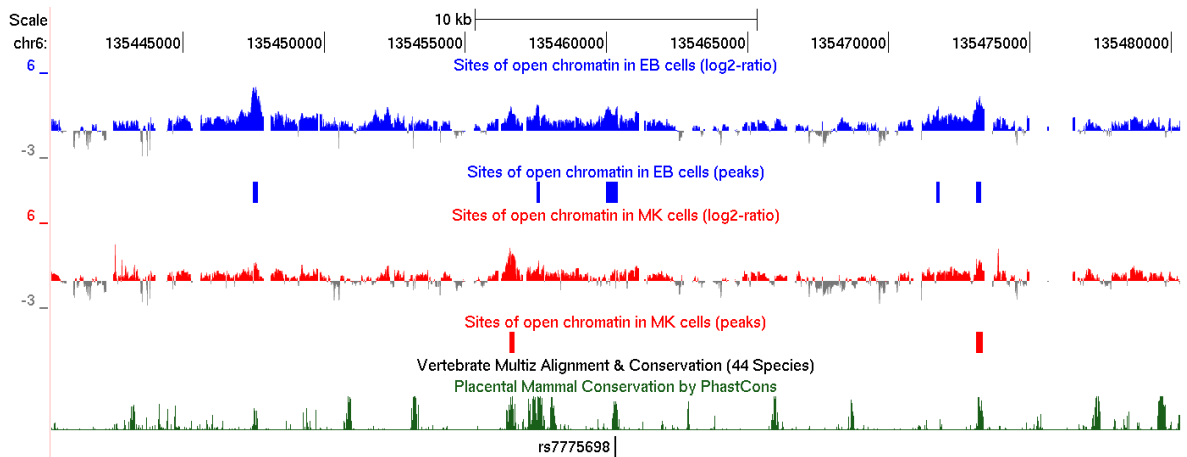 Scale 10 kb
chr6: 135445000 135450000 135455000 135460000 135465000 135470000 135475000 135480000
Sites of open chromatin in EB cells (log2-ratio)
6
-3
Sites of open chromatin in EB cells (peaks)
Sites of open chromatin in MK cells (log2-ratio)
6
-3
Sites of open chromatin in MK cells (peaks)
Vertebrate Multiz Alignment & Conservation (44 Species)
Placental Mammal Conservation by PhastCons
rs7775698